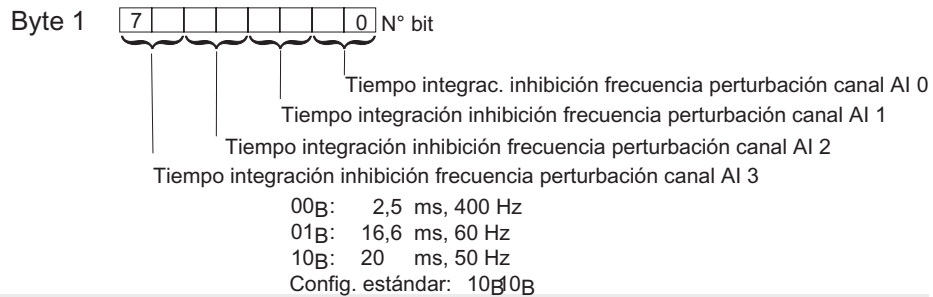 Byte 1 7 0 N° bit
Tiempo integrac. inhibición frecuencia perturbación canal AI 0
Tiempo integración inhibición frecuencia perturbación canal AI 1
Tiempo integración inhibición frecuencia perturbación canal AI 2
Tiempo integración inhibición frecuencia perturbación canal AI 3
00B: 2,5 ms, 400 Hz
01B: 16,6 ms, 60 Hz
10B: 20 ms, 50 Hz
Config. estándar: 10B10B